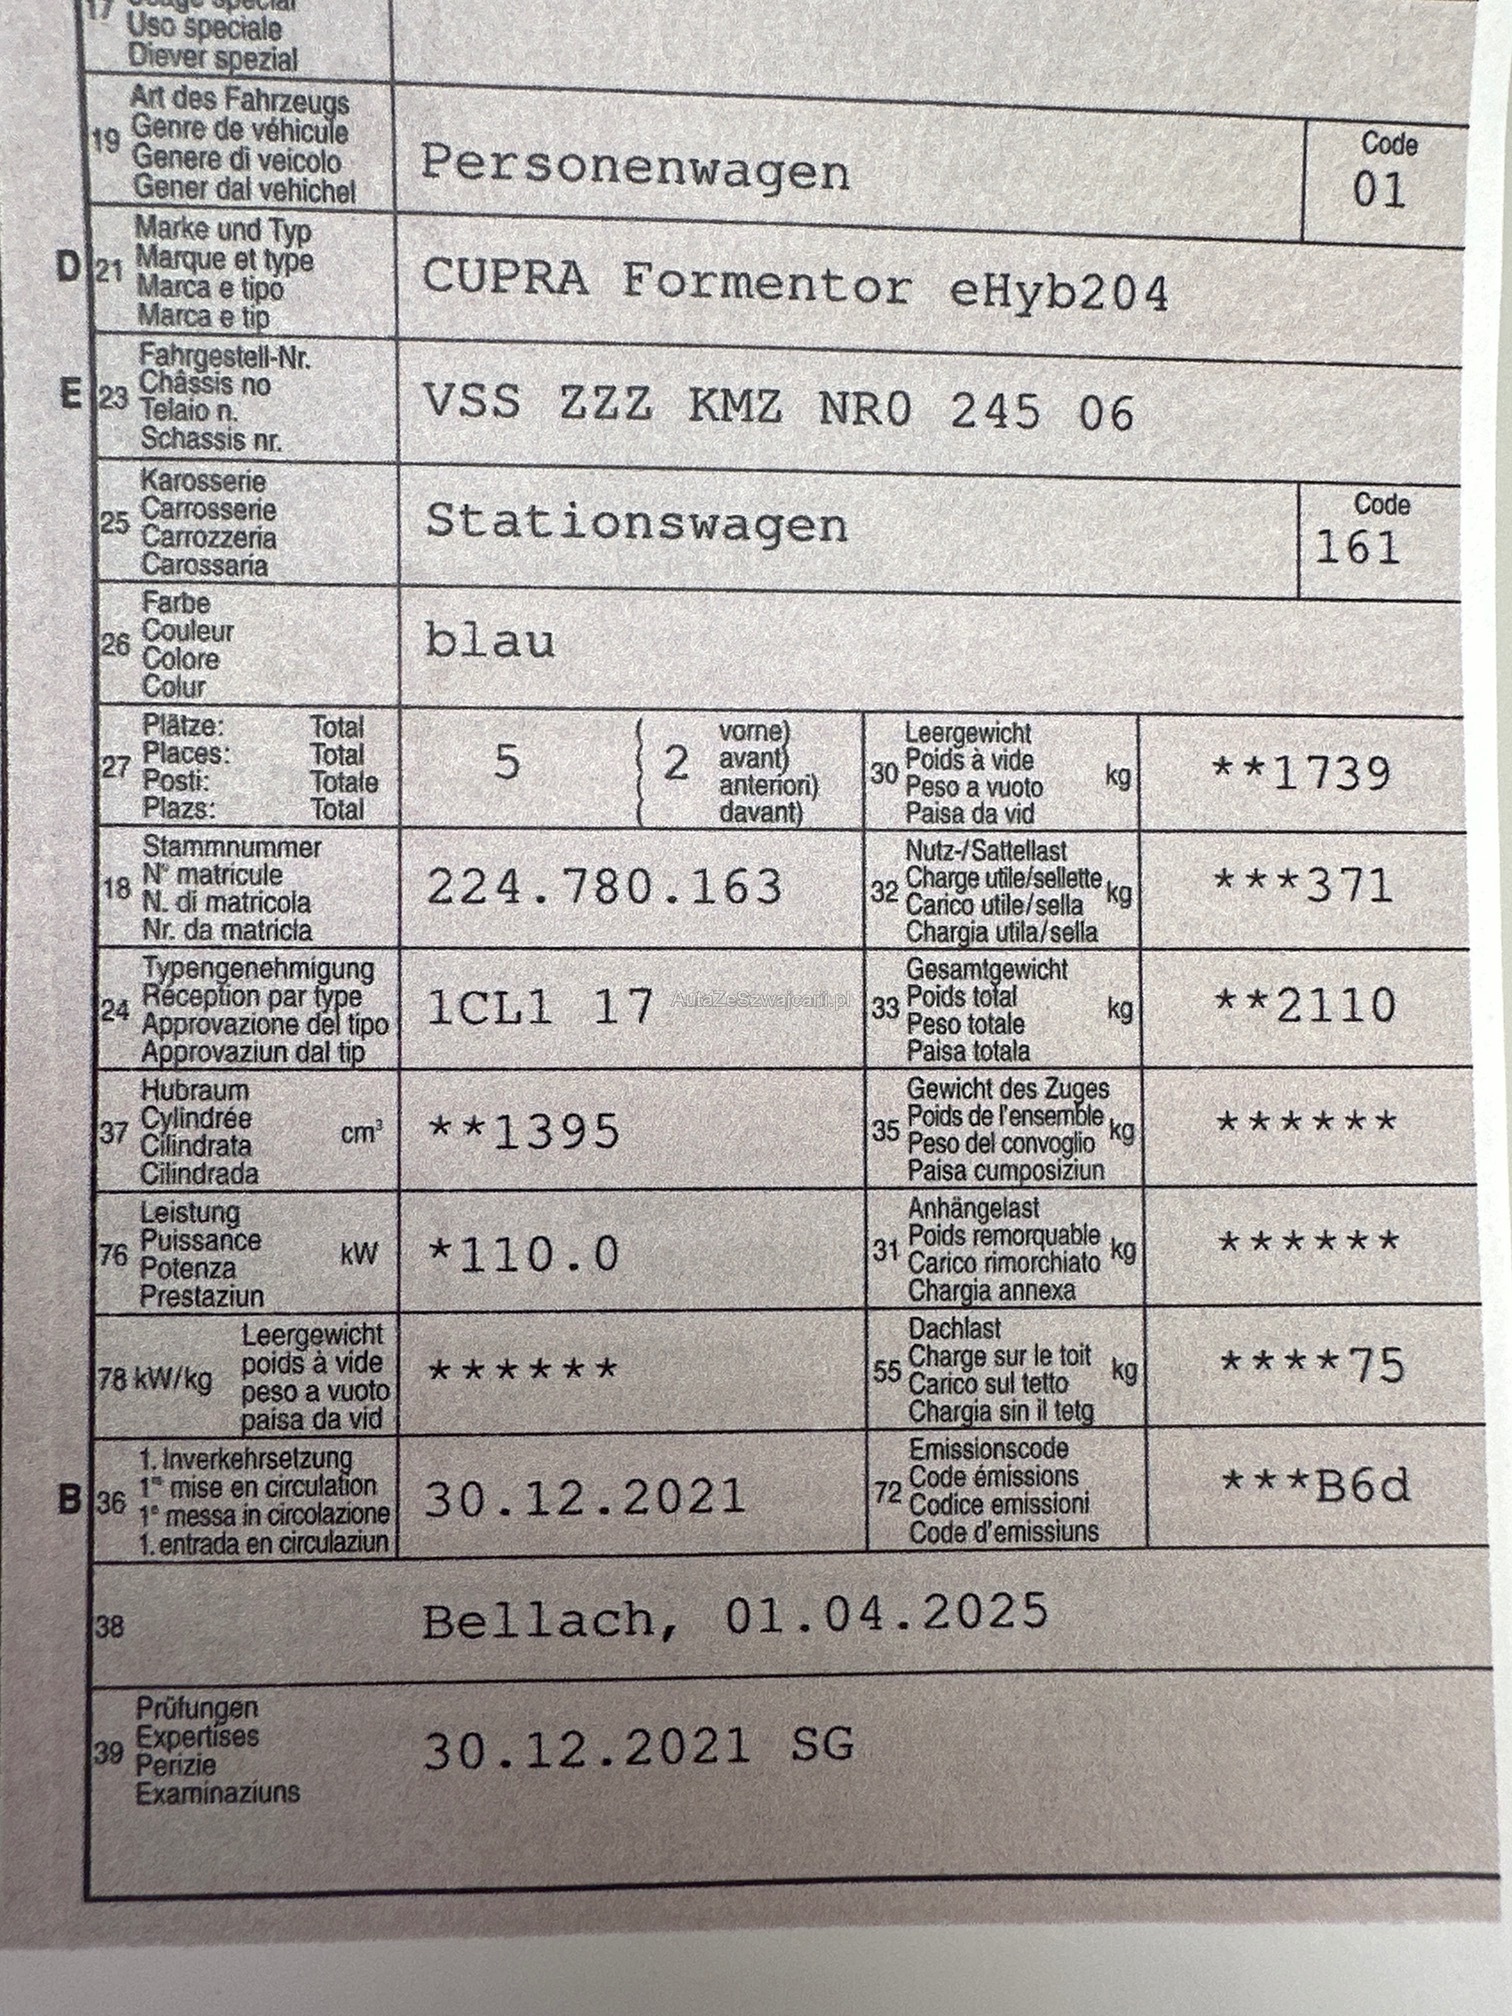 17 Usage spécial
Uso speciale
Diever spezial
19 Art des Fahrzeugs
Genre de véhicule
Genere di veicolo
Gener dal vehichel
Personenwagen
Code
01
D 21 Marke und Typ
Marque et type
Marca e tipo
Marca e tip
CUPRA Formentor eHyb204
E 23 Fahrgestell-Nr.
Châssis no
Telaio n.
Schassis nr.
VSS ZZZ KMZ NR0 245 06
25 Karosserie
Carrosserie
Carrozzeria
Carossaria
Stationswagen
Code
161
26 Farbe
Couleur
Colore
Colur
blau
27 Plätze: Total
Places: Total
Posti: Totale
Plazs: Total
5 ( 2 vorne)
avant)
anteriori)
( davant)
30 Leergewicht
Poids à vide
Peso a vuoto
Paisa da vid
kg
**1739
18 Stammnummer
N° matricule
N. di matricola
Nr. da matricla
224.780.163
32 Nutz-/Sattellast
Charge utile/sellette
Carico utile/sella
Chargia utila/sella
kg
***371
24 Typengenehmigung
Réception par type
Approvazione del tipo
Approvaziun dal tip
1CL1 17
AutaZeSzwajcarii.pl
33 Gesamtgewicht
Poids total
Peso totale
Paisa totala
kg
**2110
37 Hubraum
Cylindrée
Cilindrata
Cilindrada
cm³
**1395
35 Gewicht des Zuges
Poids de l'ensemble
Peso del convoglio
Paisa cumposiziun
kg
******
76 Leistung
Puissance
Potenza
Prestaziun
kW
*110.0
31 Anhängelast
Poids remorquable
Carico rimorchiato
Chargia annexa
kg
******
78 kW/kg
Leergewicht
poids à vide
peso a vuoto
paisa da vid
******
55 Dachlast
Charge sur le toit
Carico sul tetto
Chargia sin il tetg
kg
****75
B 36 1. Inverkehrsetzung
1re mise en circulation
1a messa in circolazione
1. entrada en circulaziun
30.12.2021
72 Emissionscode
Code émissions
Codice emissioni
Code d'emissiuns
***B6d
38 Bellach, 01.04.2025
39 Prüfungen
Expertises
Perizie
Examinaziuns
30.12.2021 SG